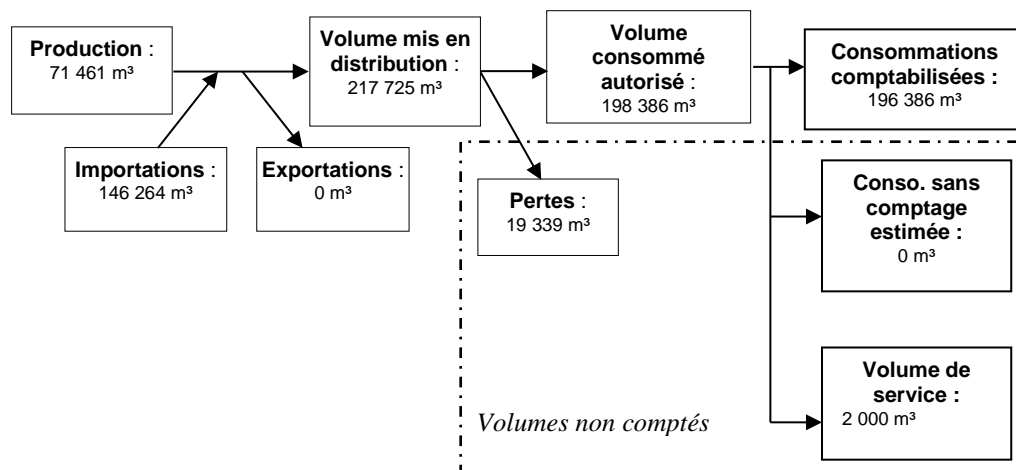 Production :
71 461 m³
Volume mis en
distribution :
217 725 m³
Volume
consommé
autorisé :
198 386 m³
Consommations
comptabilisées :
196 386 m³
Importations :
146 264 m³
Exportations :
0 m³
Pertes :
19 339 m³
Conso. sans
comptage
estimée :
0 m³
Volume de
service :
2 000 m³
Volumes non comptés